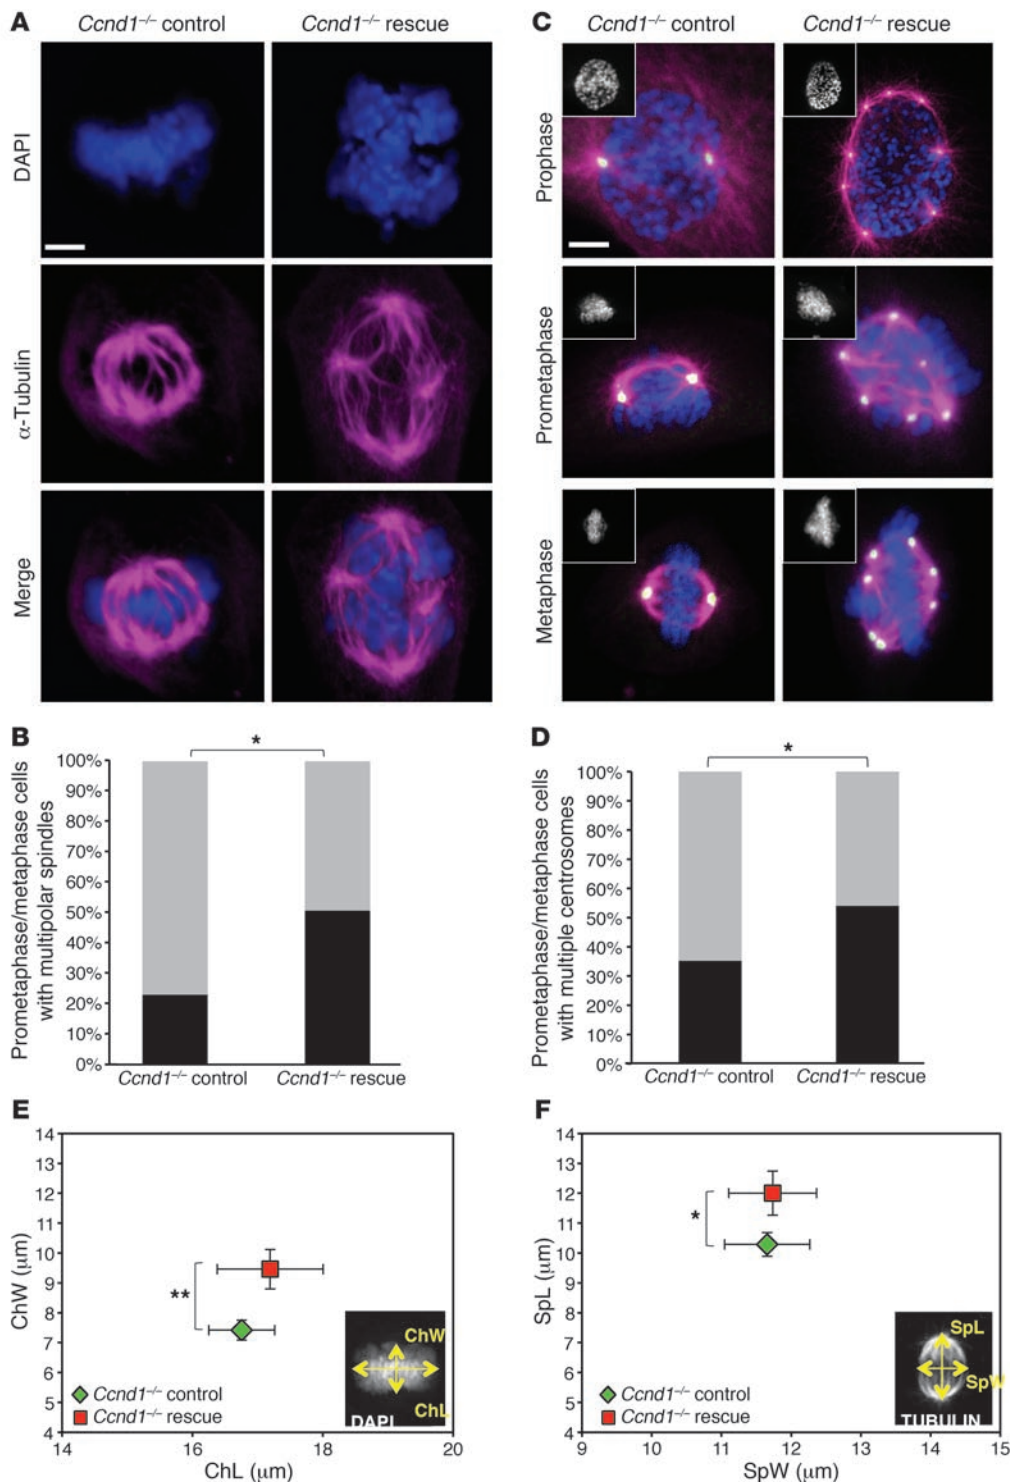 A
Ccnd1–/– control
Ccnd1–/– rescue
DAPI
α-Tubulin
Merge
C
Ccnd1–/– control
Ccnd1–/– rescue
Prophase
Prometaphase
Metaphase
B
*
Prometaphase/metaphase cells
with multipolar spindles
100%
90%
80%
70%
60%
50%
40%
30%
20%
10%
0%
Ccnd1–/– control
Ccnd1–/– rescue
D
*
Prometaphase/metaphase cells
with multiple centrosomes
100%
90%
80%
70%
60%
50%
40%
30%
20%
10%
0%
Ccnd1–/– control
Ccnd1–/– rescue
E
ChW (μm)
14
13
12
11
10
9
8
7
6
5
4
**
Ccnd1–/– control
Ccnd1–/– rescue
ChW
ChL
DAPI
14
16
18
20
ChL (μm)
F
SpL (μm)
14
13
12
11
10
9
8
7
6
5
4
*
Ccnd1–/– control
Ccnd1–/– rescue
SpL
SpW
TUBULIN
9
10
11
12
13
14
15
SpW (μm)